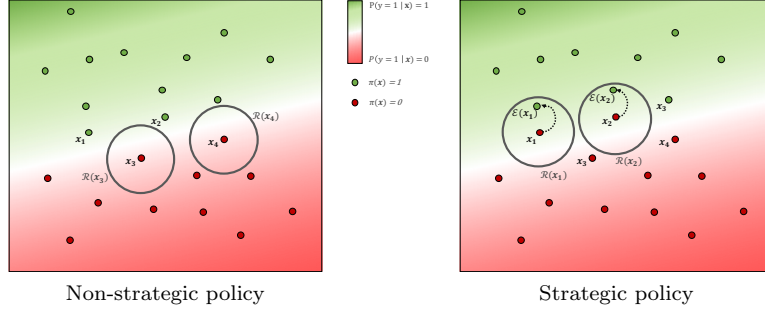 x₁
x₂
x₃
x₄
ℛ(x₃)
ℛ(x₄)
Non-strategic policy
P(y = 1 | x) = 1
P(y = 1 | x) = 0
π(x) = 1
π(x) = 0
ℰ(x₁)
ℰ(x₂)
x₁
x₂
x₃
x₃
x₄
ℛ(x₁)
ℛ(x₂)
Strategic policy